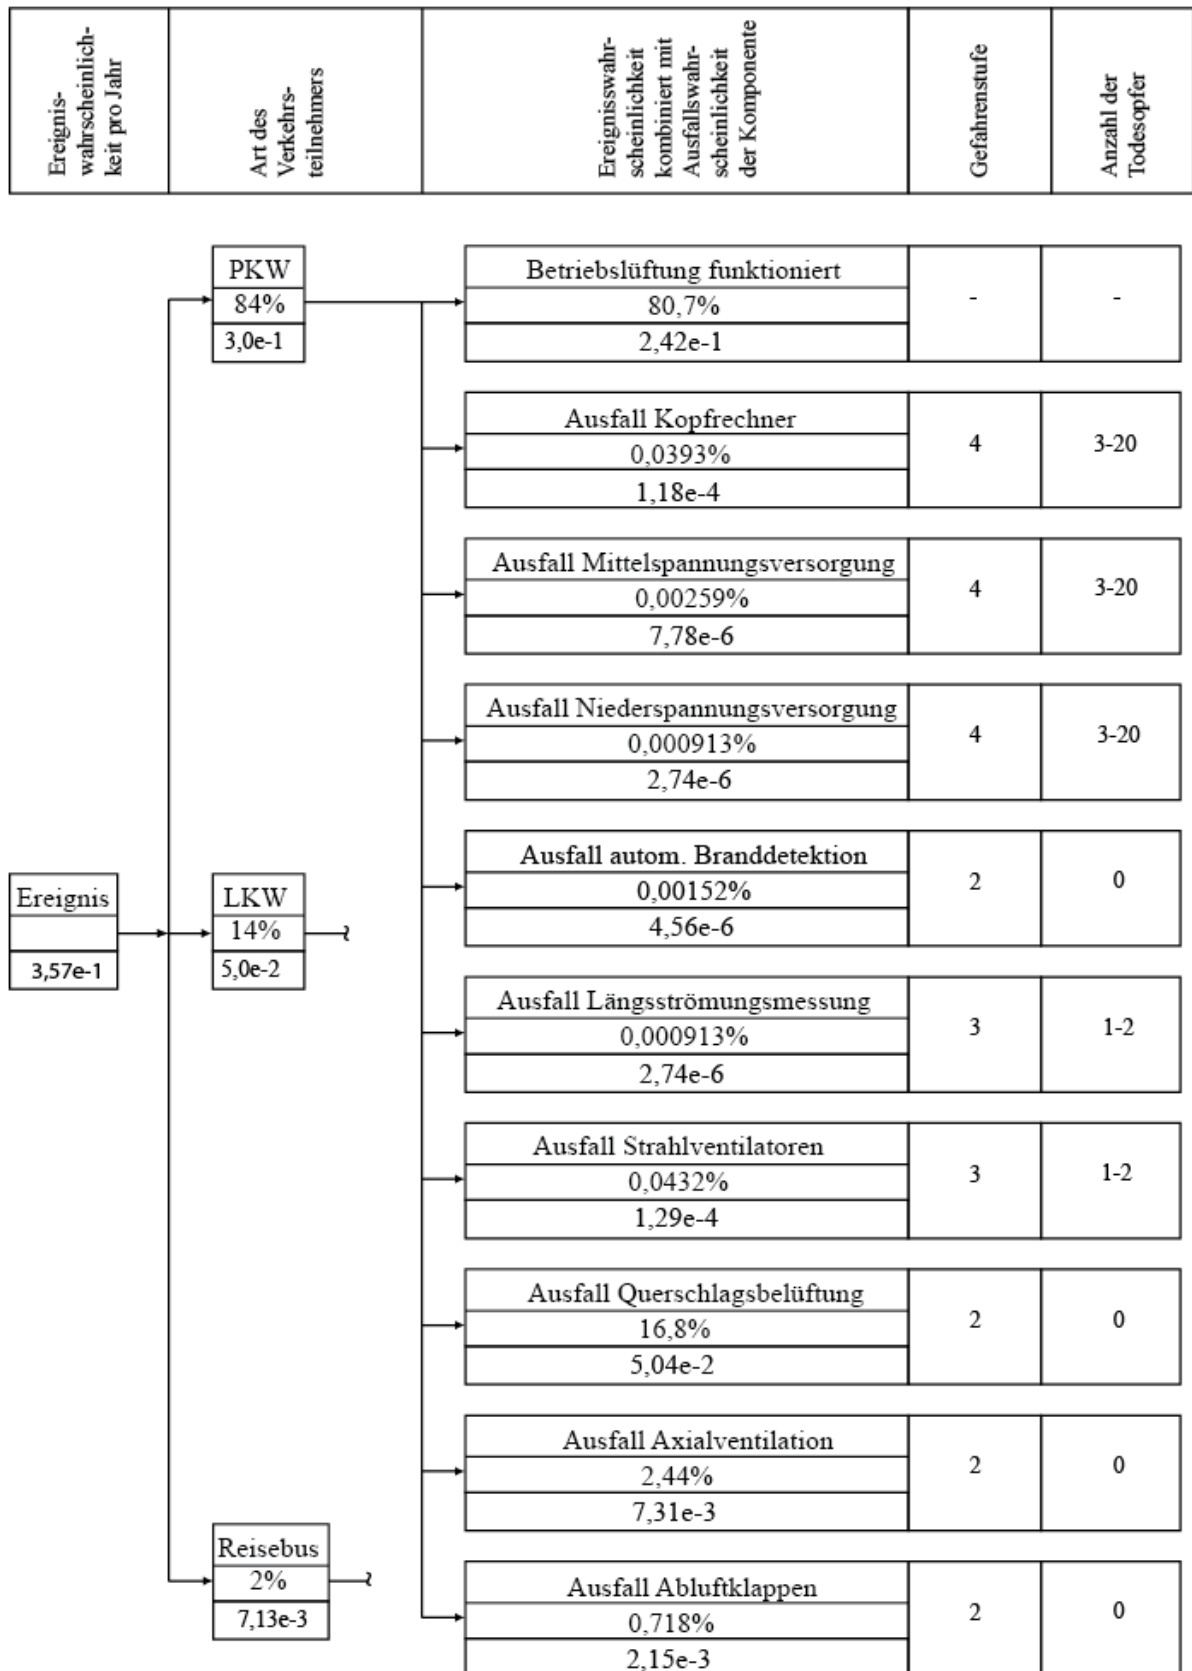 Ereignis-
wahrscheinlich-
keit pro Jahr
Art des
Verkehrs-
teilnehmers
Ereigniswahr-
scheinlichkeit
kombiniert mit
Ausfallswahr-
scheinlichkeit
der Komponente
Gefahrenstufe
Anzahl der
Todesopfer
PKW
84%
3,0e-1
Betriebslüftung funktioniert
80,7%
2,42e-1
-
-
Ausfall Kopfrechner
0,0393%
1,18e-4
4
3-20
Ausfall Mittelspannungsversorgung
0,00259%
7,78e-6
4
3-20
Ausfall Niederspannungsversorgung
0,000913%
2,74e-6
4
3-20
Ausfall autom. Branddetektion
0,00152%
4,56e-6
2
0
Ereignis
3,57e-1
LKW
14%
5,0e-2
Ausfall Längsströmungsmessung
0,000913%
2,74e-6
3
1-2
Ausfall Strahlventilatoren
0,0432%
1,29e-4
3
1-2
Ausfall Querschlagsbelüftung
16,8%
5,04e-2
2
0
Ausfall Axialventilation
2,44%
7,31e-3
2
0
Reisebus
2%
7,13e-3
Ausfall Abluftklappen
0,718%
2,15e-3
2
0